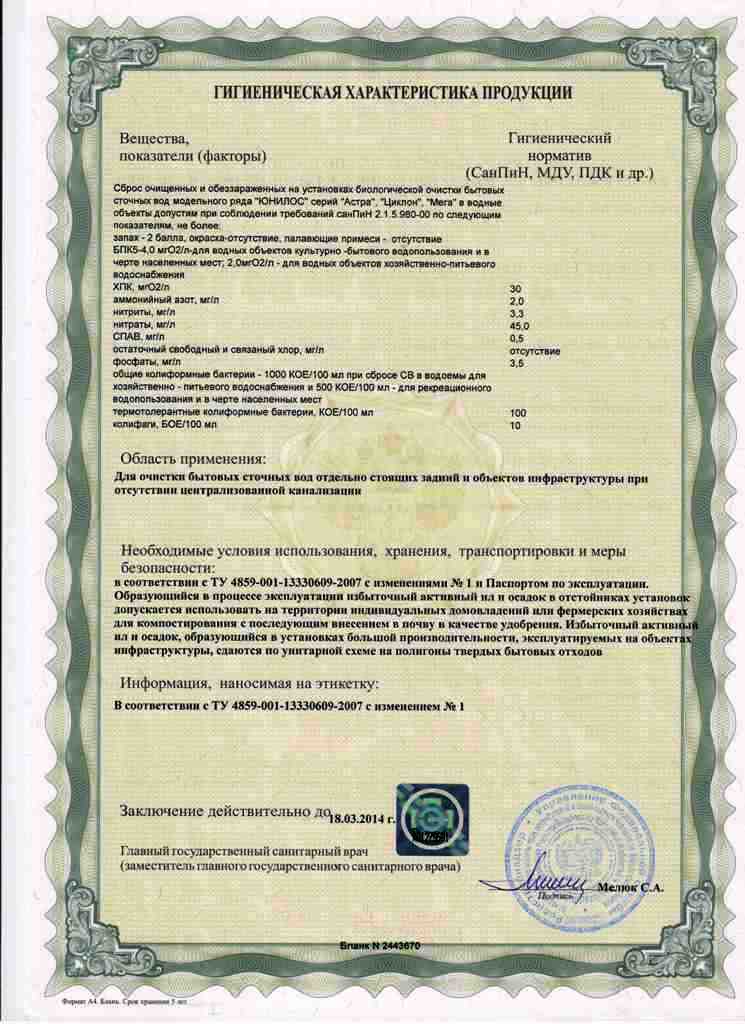 ГИГИЕНИЧЕСКАЯ ХАРАКТЕРИСТИКА ПРОДУКЦИИ
Вещества, Гигиенический
показатели (факторы) норматив
(СанПиН, МДУ, ПДК и др.)
Сброс очищенных и обеззараженных на установках биологической очистки бытовых
сточных вод модельного ряда "ЮНИЛОС" серий "Астра", "Циклон", "Мега" в водные
объекты допустим при соблюдении требований санПиН 2.1.5.980-00 по следующим
показателям, не более:
запах - 2 балла, окраска-отсутствие, палавающие примеси - отсутствие
БПК5-4,0 мгО2/л-для водных объектов культурно -бытового водопользования и в
черте населенных мест; 2,0мгО2/л - для водных объектов хозяйственно-питьевого
водоснабжения
ХПК, мгО2/л 30
аммонийный азот, мг/л 2,0
нитриты, мг/л 3,3
нитраты, мг/л 45,0
СПАВ, мг/л 0,5
остаточный свободный и связаный хлор, мг/л отсутствие
фосфаты, мг/л 3,5
общие колиформные бактерии - 1000 КОЕ/100 мл при сбросе СВ в водоемы для
хозяйственно - питьевого водоснабжения и 500 КОЕ/100 мл - для рекреационного
водопользования и в черте населенных мест
термотолерантные колиформные бактерии, КОЕ/100 мл 100
колифаги, БОЕ/100 мл 10
Область применения:
Для очистки бытовых сточных вод отдельно стоящих задний и объектов инфраструктуры при
отсутствии централизованной канализации
Необходимые условия использования, хранения, транспортировки и меры
безопасности:
в соответствии с ТУ 4859-001-13330609-2007 с изменениями № 1 и Паспортом по эксплуатации.
Образующийся в процессе эксплуатации избыточный активный ил и осадок в отстойниках установок
допускается использовать на территории индивидуальных домовладений или фермерских хозяйствах
для компостирования с последующим внесением в почву в качестве удобрения. Избыточный активный
ил и осадок, образующийся в установках большой производительности, эксплуатируемых на объектах
инфраструктуры, сдаются по унитарной схеме на полигоны твердых бытовых отходов
Информация, наносимая на этикетку:
В соответствии с ТУ 4859-001-13330609-2007 с изменением № 1
Заключение действительно до 18.03.2014 г.
Главный государственный санитарный врач
(заместитель главного государственного санитарного врача)
Мелюк С.А.
Подпись
Бланк N 2443670
Формат А4. Бланк. Срок хранения 5 лет